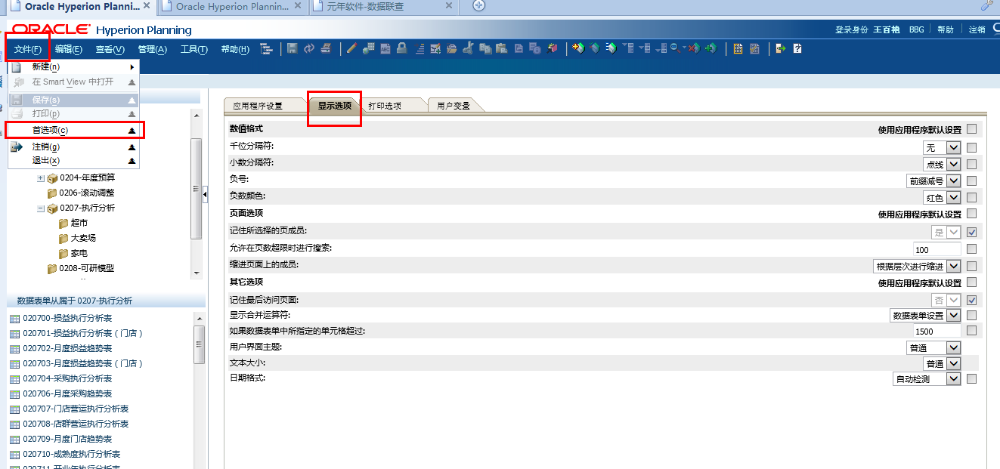 Oracle Hyperion Planni...
Oracle Hyperion Plannin...
元年软件-数据联查
ORACLE Hyperion Planning
登录身份 王百艳 BBG 帮助 注销
文件(F) 编辑(E) 查看(V) 管理(A) 工具(T) 帮助(H)
新建(n)
在 Smart View 中打开
保存(s)
打印(p)
首选项(c)
注销(g)
退出(x)
0204-年度预算
0206-滚动调整
0207-执行分析
超市
大卖场
家电
0208-可研模型
数据表单从属于 0207-执行分析
020700-损益执行分析表
020701-损益执行分析表（门店）
020702-月度损益趋势表
020703-月度损益趋势表（门店）
020704-采购执行分析表
020706-月度采购趋势表
020707-门店营运执行分析表
020708-店群营运执行分析表
020709-月度门店趋势表
020710-成熟度执行分析表
020711-开业年执行分析表
应用程序设置 显示选项 打印选项 用户变量
数值格式 使用应用程序默认设置
千位分隔符: 无
小数分隔符: 点线
负号: 前缀减号
负数颜色: 红色
页面选项 使用应用程序默认设置
记住所选择的页成员: 是
允许在页数超限时进行搜索: 100
缩进页面上的成员: 根据层次进行缩进
其它选项 使用应用程序默认设置
记住最后访问页面: 否
显示合并运算符: 数据表单设置
如果数据表单中所指定的单元格超过: 1500
用户界面主题: 普通
文本大小: 普通
日期格式: 自动检测